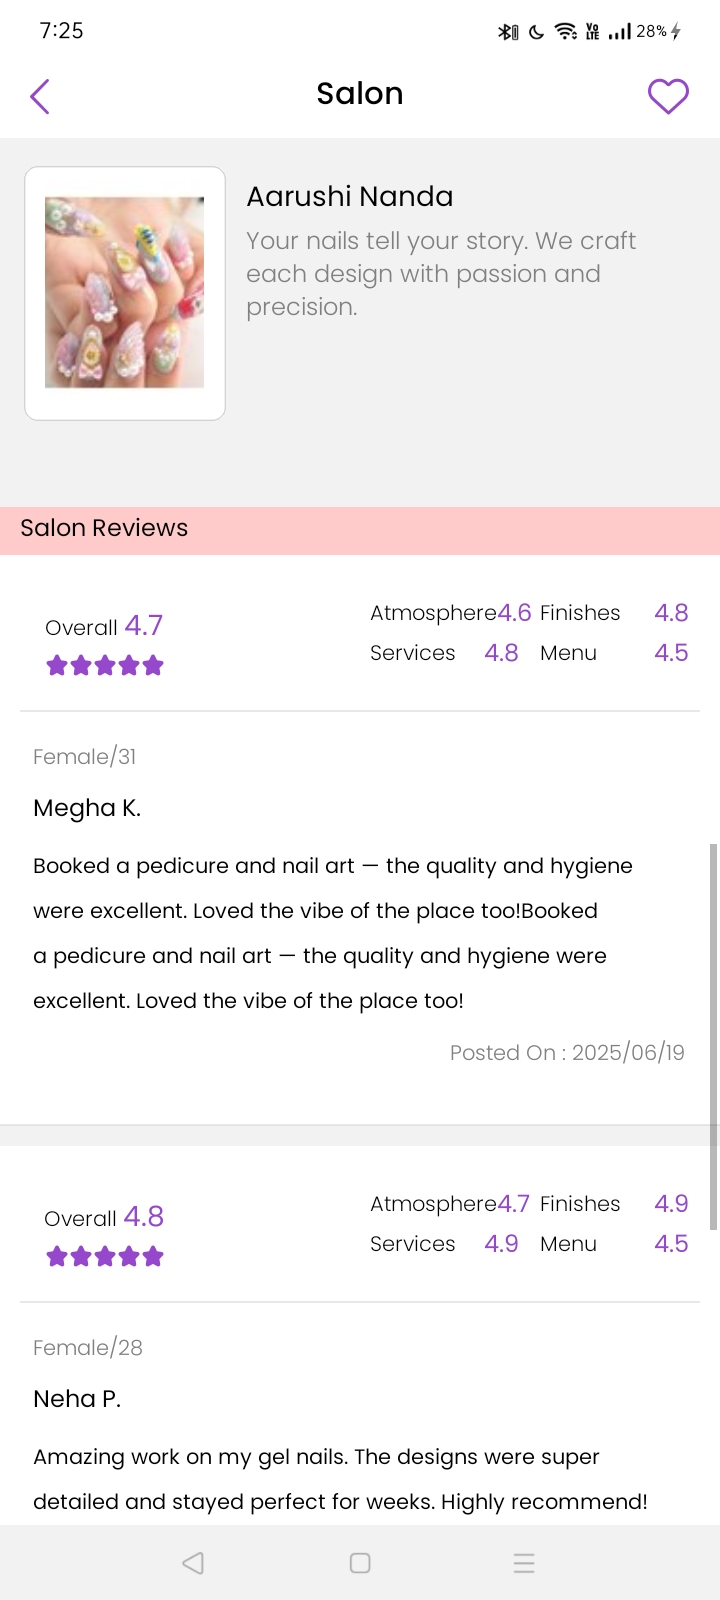 7:25
VO LTE 28%
Salon
Aarushi Nanda
Your nails tell your story. We craft
each design with passion and
precision.
Salon Reviews
Overall 4.7
Atmosphere4.6 Finishes 4.8
Services 4.8 Menu 4.5
Female/31
Megha K.
Booked a pedicure and nail art — the quality and hygiene
were excellent. Loved the vibe of the place too!Booked
a pedicure and nail art — the quality and hygiene were
excellent. Loved the vibe of the place too!
Posted On : 2025/06/19
Overall 4.8
Atmosphere4.7 Finishes 4.9
Services 4.9 Menu 4.5
Female/28
Neha P.
Amazing work on my gel nails. The designs were super
detailed and stayed perfect for weeks. Highly recommend!